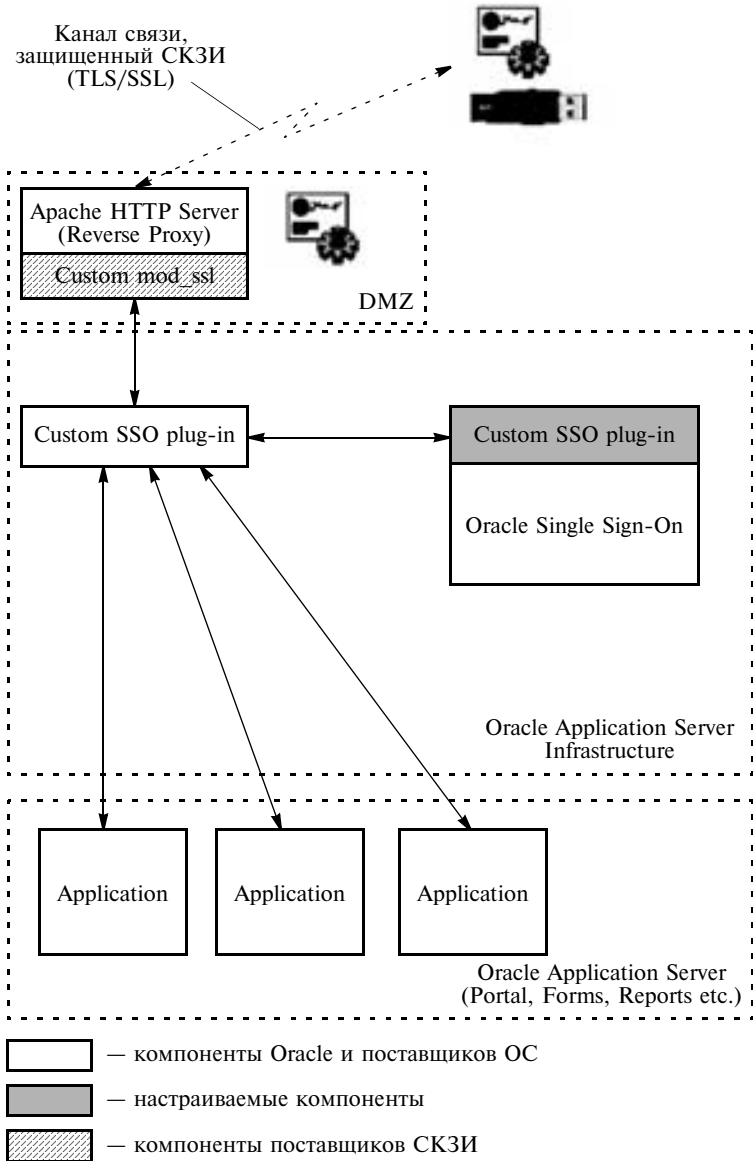 Канал связи,
защищенный СКЗИ
(TLS/SSL)
Apache HTTP Server
(Reverse Proxy)
Custom mod_ssl
DMZ
Custom SSO plug-in
Custom SSO plug-in
Oracle Single Sign-On
Oracle Application Server
Infrastructure
Application
Application
Application
Oracle Application Server
(Portal, Forms, Reports etc.)
— компоненты Oracle и поставщиков ОС
— настраиваемые компоненты
— компоненты поставщиков СКЗИ